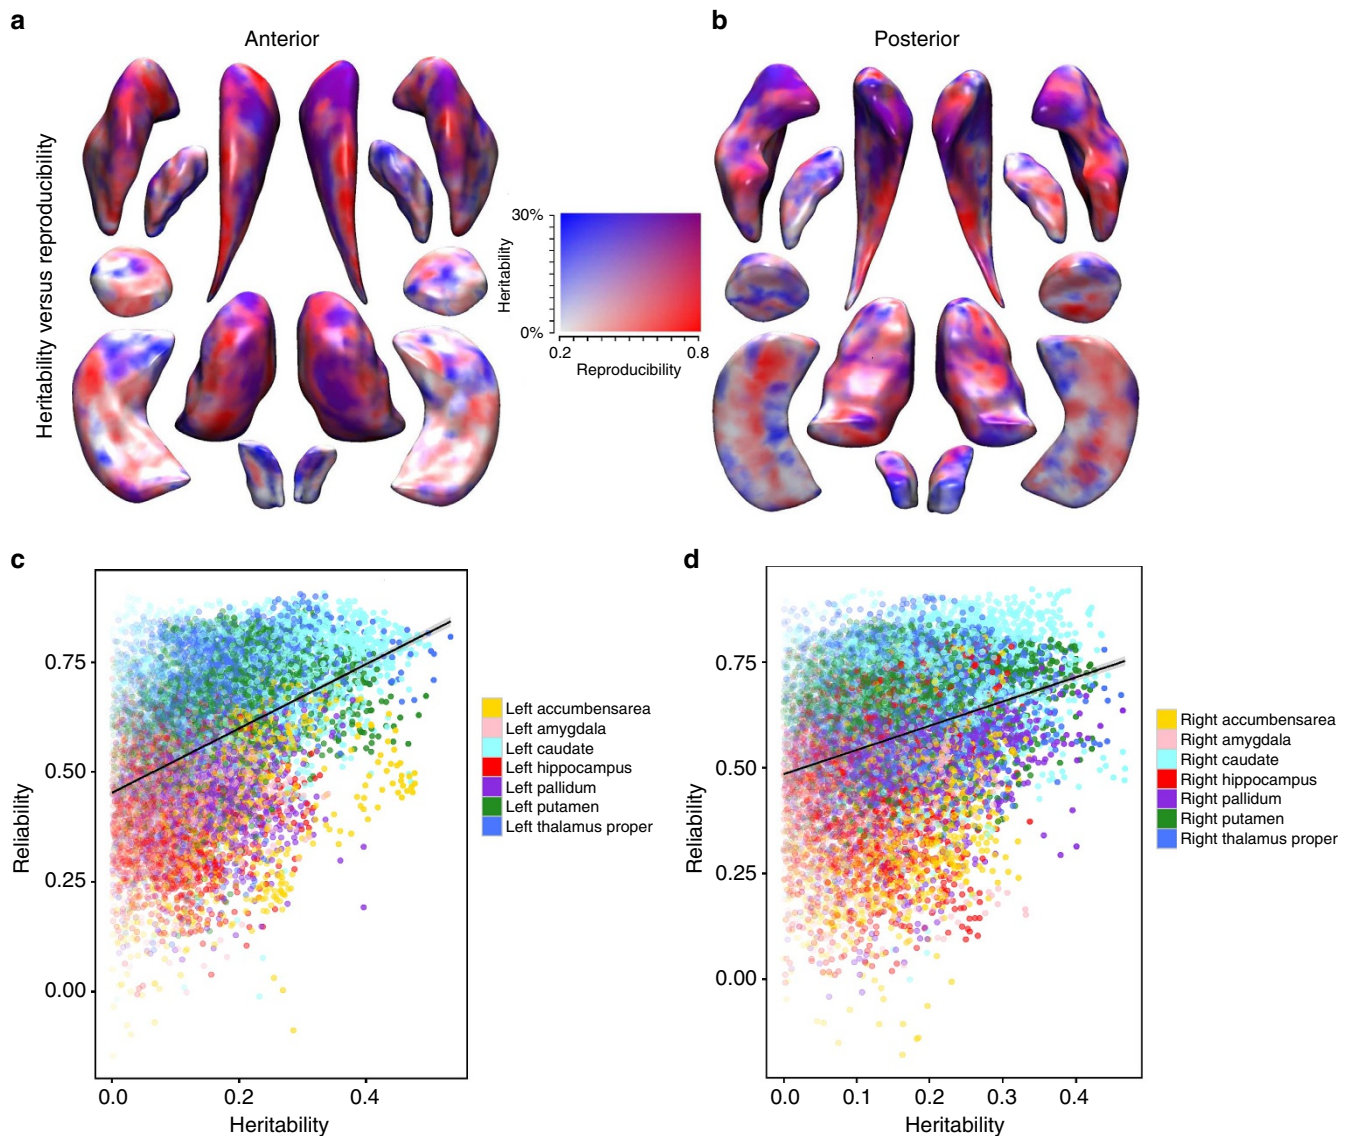 a
b
Anterior
Posterior
Heritability versus reproducibility
30%
0%
Heritability
0.2
0.8
Reproducibility
c
d
0.75
0.50
0.25
0.00
Reliability
0.0
0.2
0.4
Heritability
Left accumbensarea
Left amygdala
Left caudate
Left hippocampus
Left pallidum
Left putamen
Left thalamus proper
0.75
0.50
0.25
0.00
Reliability
0.0
0.1
0.2
0.3
0.4
Heritability
Right accumbensarea
Right amygdala
Right caudate
Right hippocampus
Right pallidum
Right putamen
Right thalamus proper